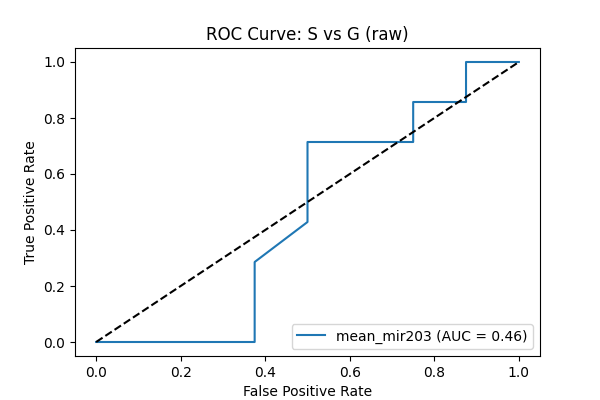 ROC Curve: S vs G (raw)
True Positive Rate
1.0
0.8
0.6
0.4
0.2
0.0
mean_mir203 (AUC = 0.46)
0.0 0.2 0.4 0.6 0.8 1.0
False Positive Rate